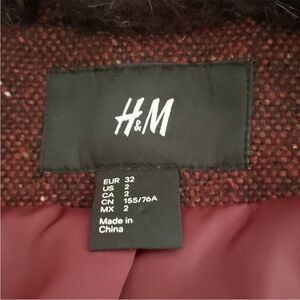 H&M
EUR 32
US 2
CA 2
CN 155/76A
MX 2
Made in
China